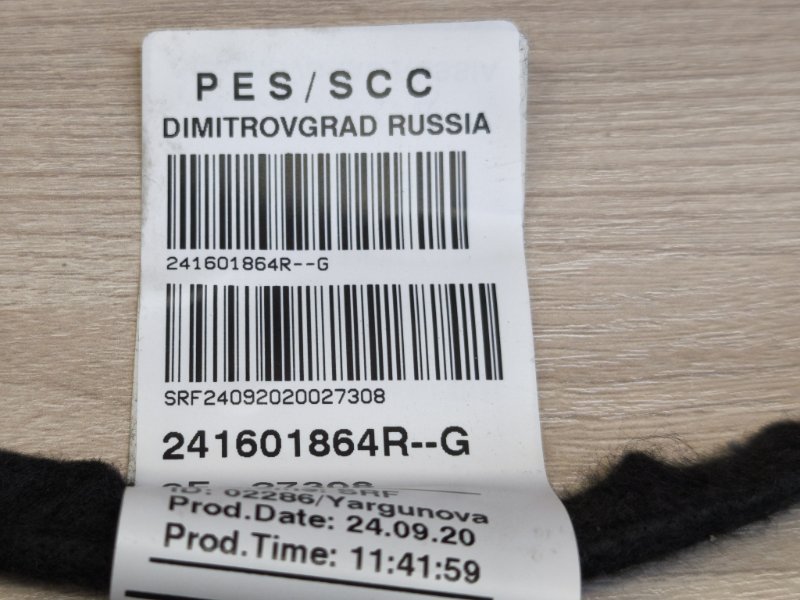 PES/SCC
DIMITROVGRAD RUSSIA
241601864R--G
SRF24092020027308
241601864R--G
ID: 02286/Yargunova
Prod.Date: 24.09.20
Prod.Time: 11:41:59